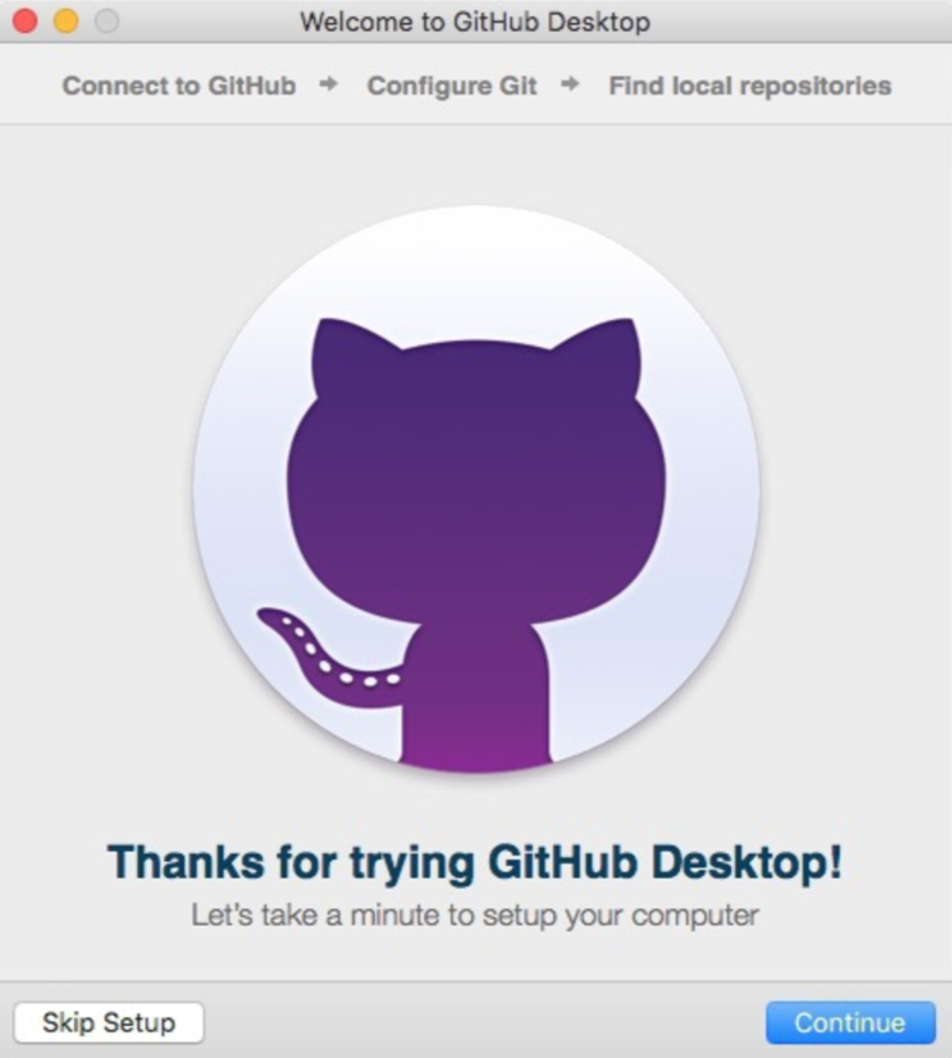 Welcome to GitHub Desktop
Connect to GitHub → Configure Git → Find local repositories
Thanks for trying GitHub Desktop!
Let's take a minute to setup your computer
Skip Setup
Continue